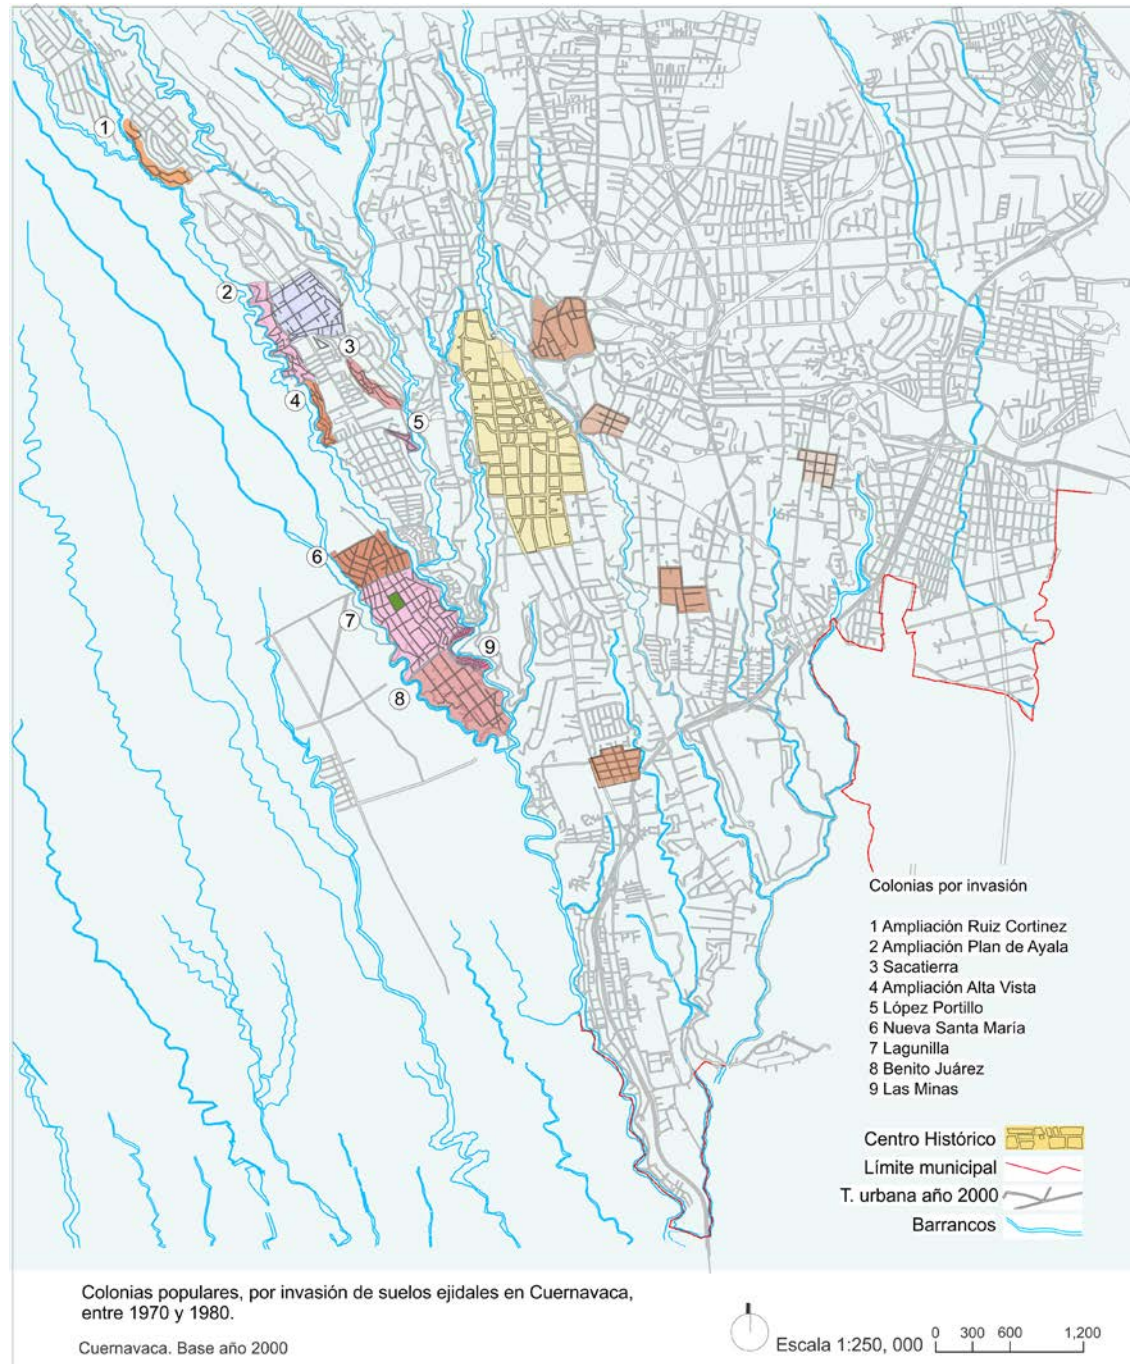 1
2
3
4
5
6
7
8
9
Colonias por invasión
1 Ampliación Ruiz Cortinez
2 Ampliación Plan de Ayala
3 Sacatierra
4 Ampliación Alta Vista
5 López Portillo
6 Nueva Santa María
7 Lagunilla
8 Benito Juárez
9 Las Minas
Centro Histórico
Límite municipal
T. urbana año 2000
Barrancos
Colonias populares, por invasión de suelos ejidales en Cuernavaca,
entre 1970 y 1980.
Cuernavaca. Base año 2000
Escala 1:250, 000 0 300 600 1,200